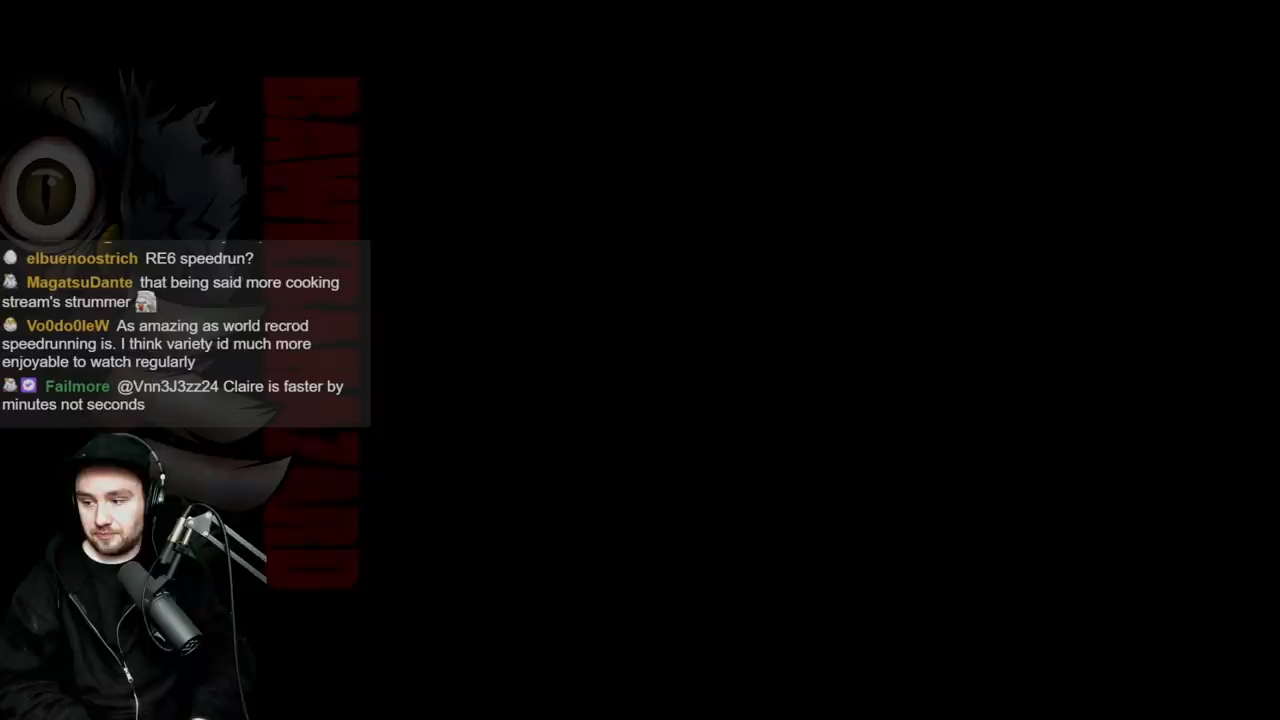 elbuenoostrich RE6 speedrun?
MagatsuDante that being said more cooking
stream's strummer
Vo0do0leW As amazing as world recrod
speedrunning is. I think variety id much more
enjoyable to watch regularly
Failmore @Vnn3J3zz24 Claire is faster by
minutes not seconds